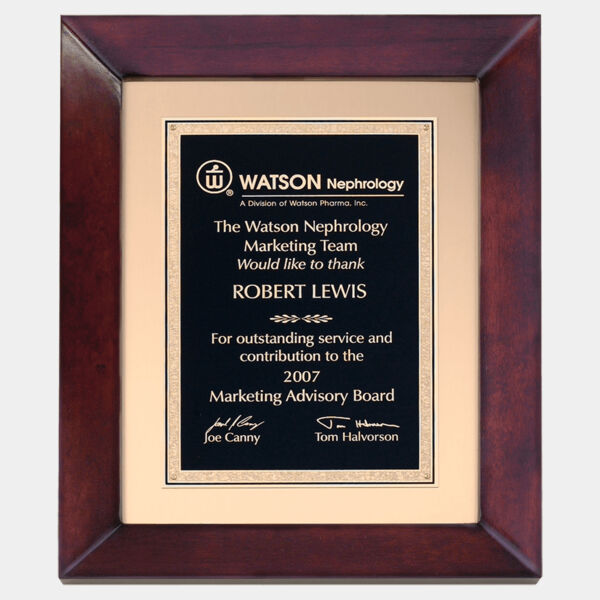 ® WATSON Nephrology
A Division of Watson Pharma, Inc.
The Watson Nephrology
Marketing Team
Would like to thank
ROBERT LEWIS
For outstanding service and
contribution to the
2007
Marketing Advisory Board
Joe Canny Tom Halvorson